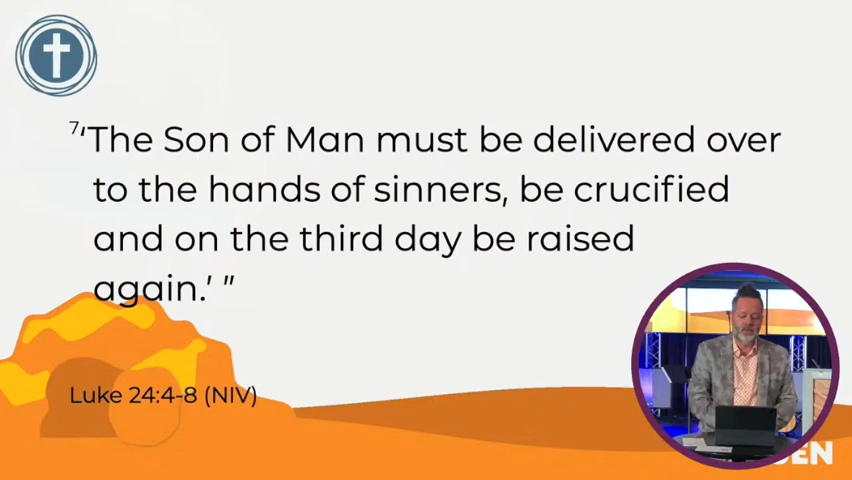 7‘The Son of Man must be delivered over
to the hands of sinners, be crucified
and on the third day be raised
again.’ ”
Luke 24:4-8 (NIV)